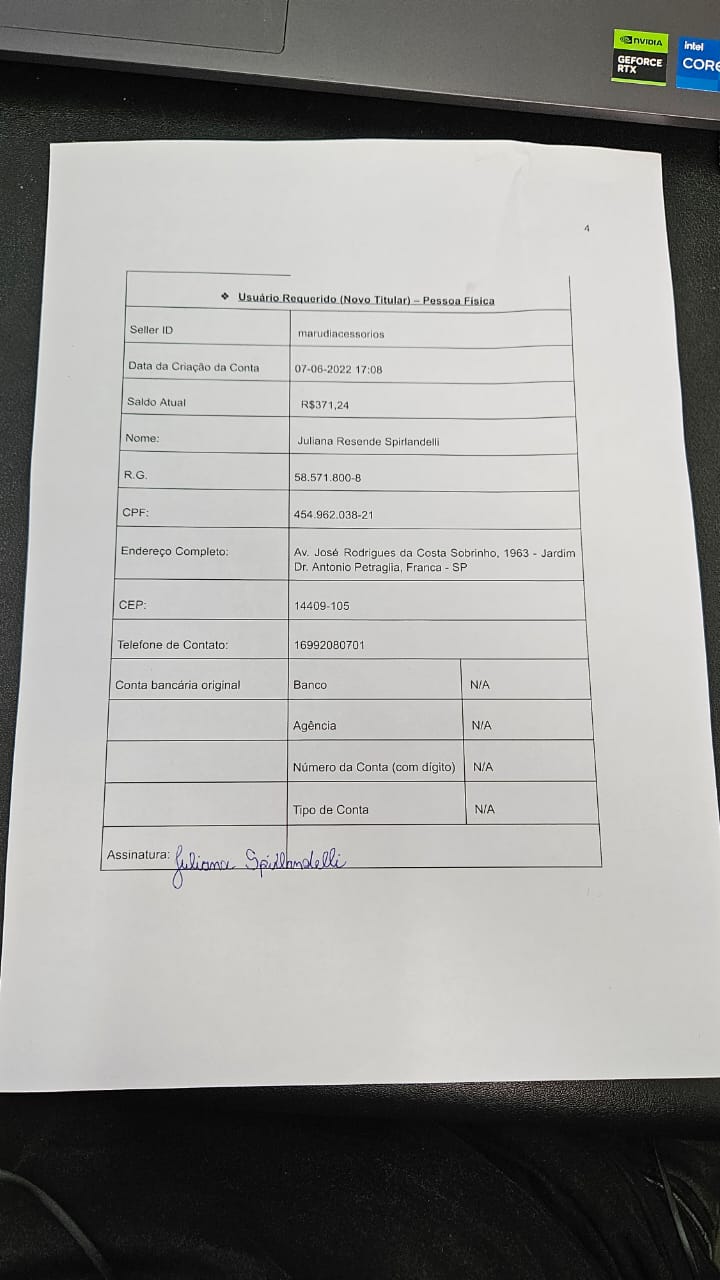 NVIDIA
GEFORCE
RTX
intel
CORE
4
❖ Usuário Requerido (Novo Titular) – Pessoa Física
Seller ID
marudiacessorios
Data da Criação da Conta
07-06-2022 17:08
Saldo Atual
R$371,24
Nome:
Juliana Resende Spirlandelli
R.G.
58.571.800-8
CPF:
454.962.038-21
Endereço Completo:
Av. José Rodrigues da Costa Sobrinho, 1963 - Jardim
Dr. Antonio Petraglia, Franca - SP
CEP:
14409-105
Telefone de Contato:
16992080701
Conta bancária original
Banco
N/A
Agência
N/A
Número da Conta (com dígito)
N/A
Tipo de Conta
N/A
Assinatura: Juliana Spirlandelli